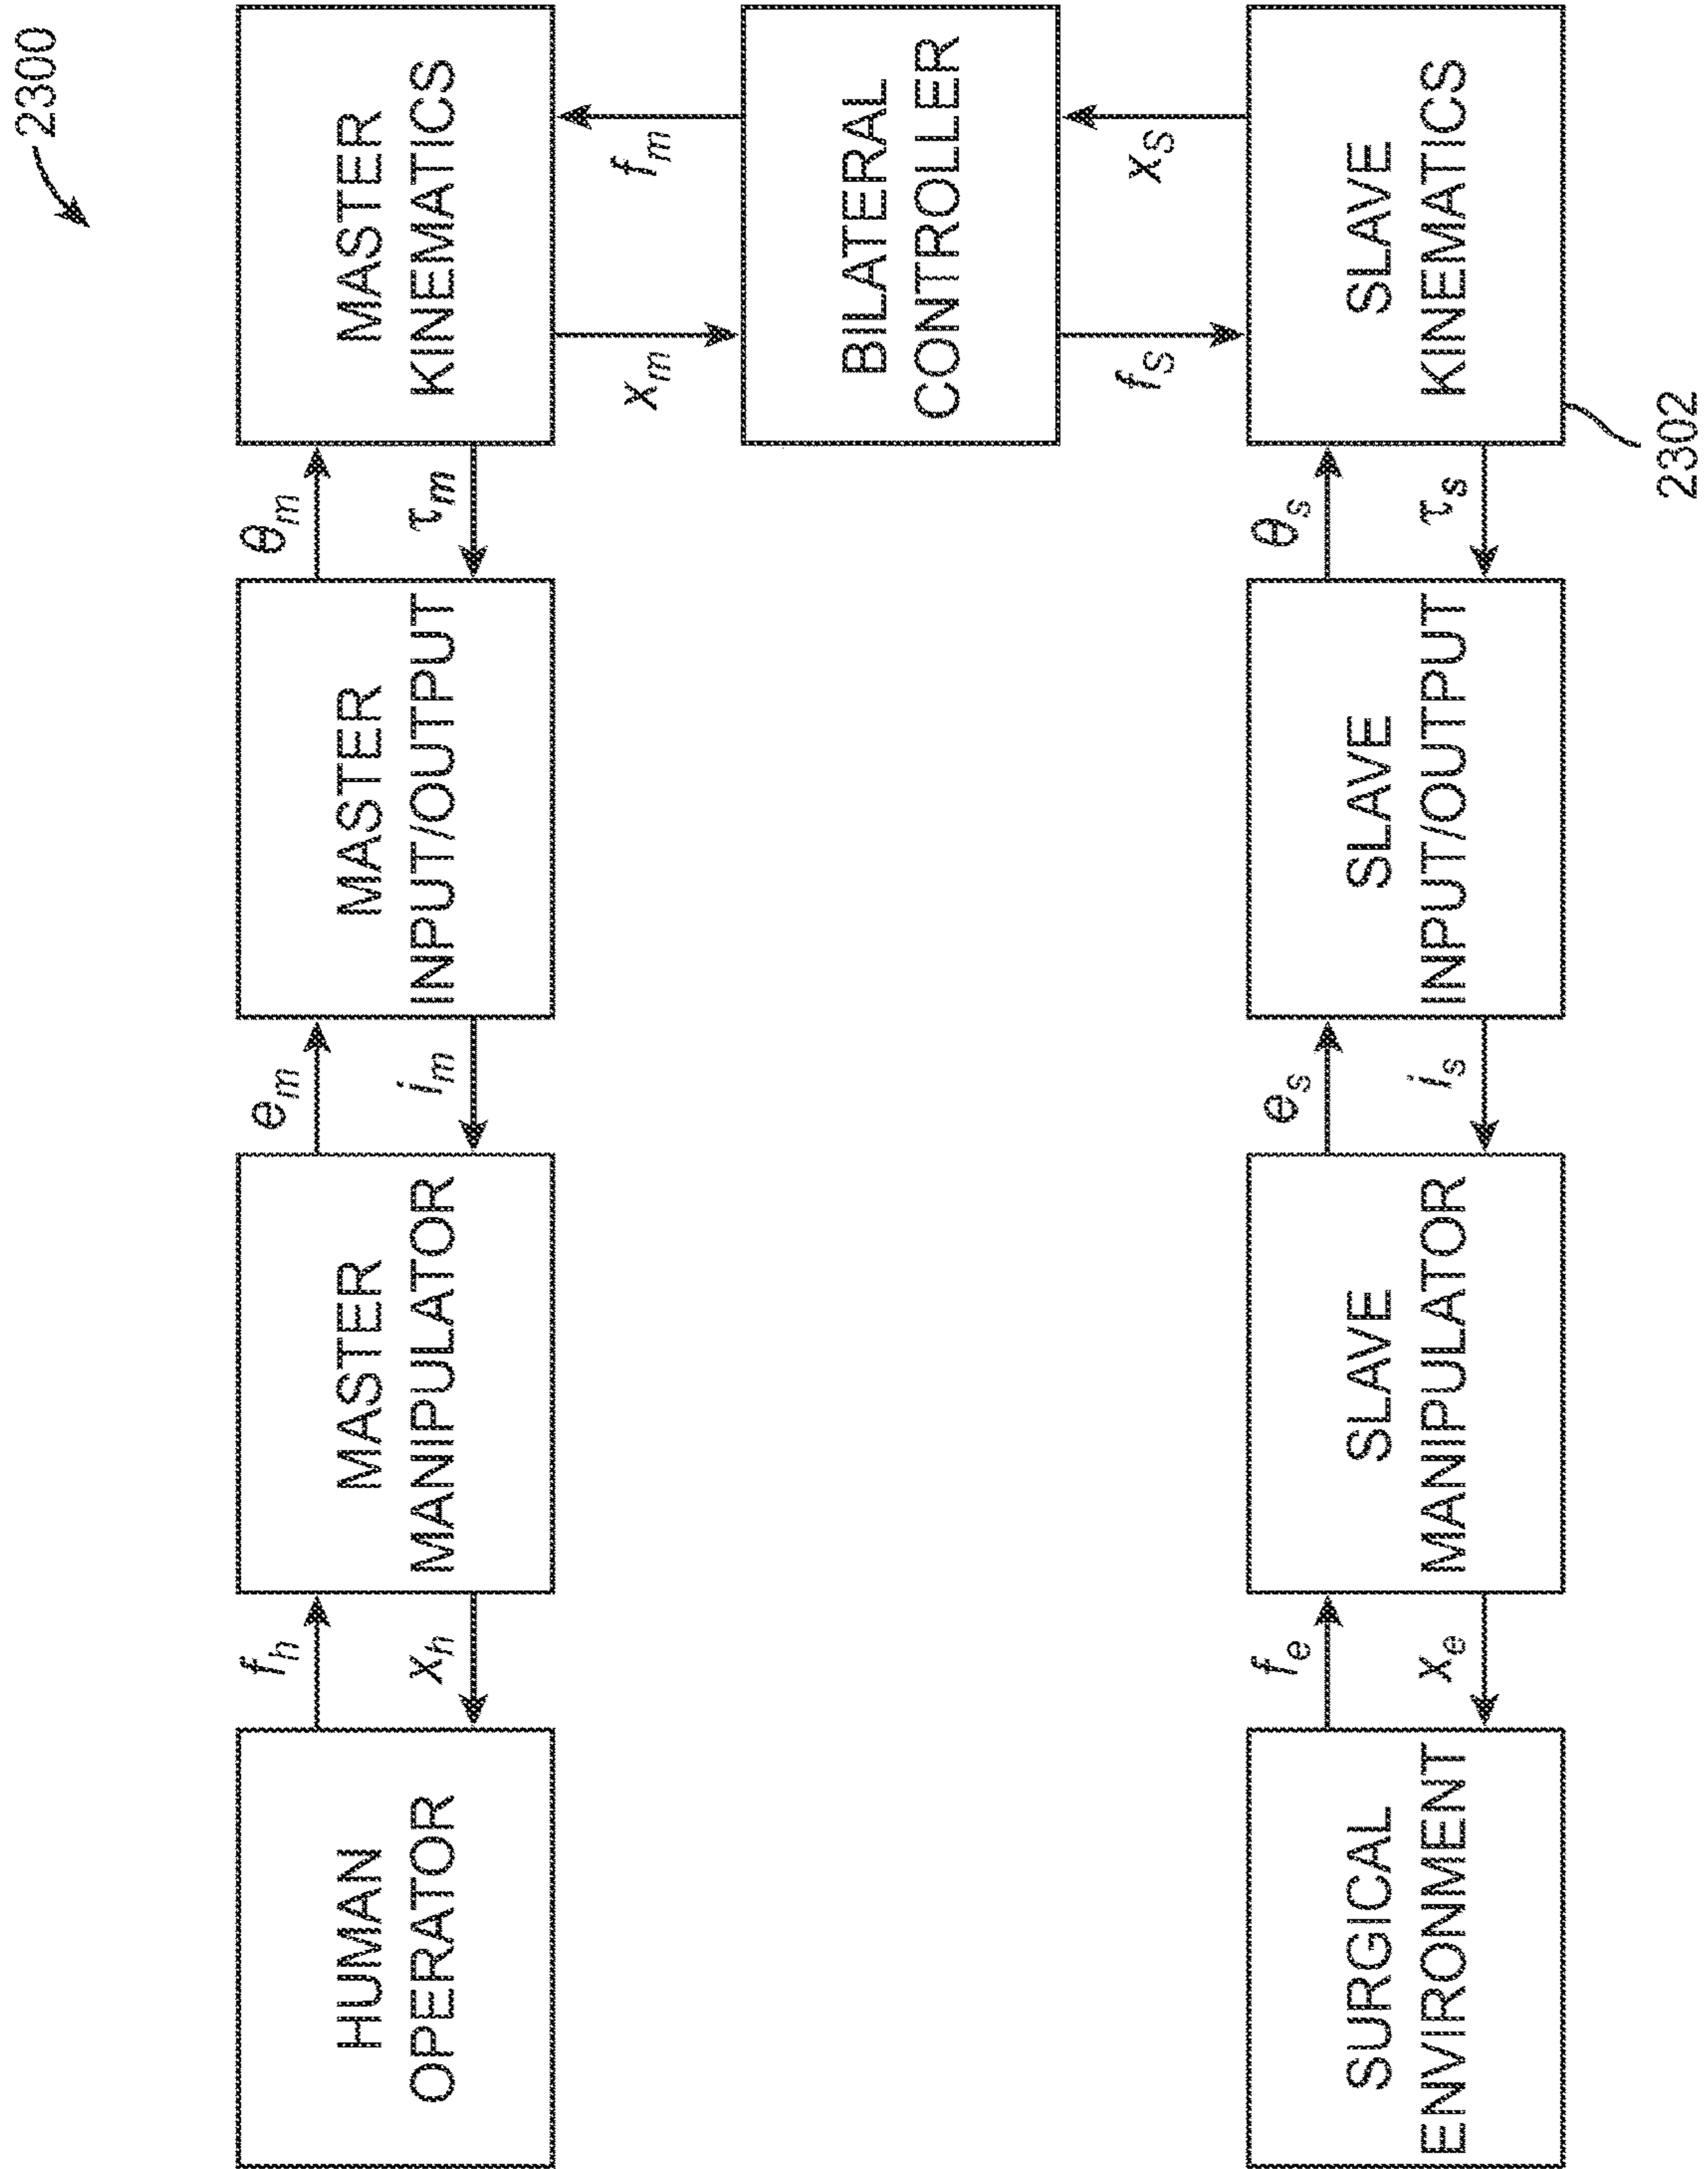 2300
HUMAN
OPERATOR
f_h
x_h
MASTER
MANIPULATOR
e_m
i_m
MASTER
INPUT/OUTPUT
θ_m
τ_m
MASTER
KINEMATICS
x_m
f_m
BILATERAL
CONTROLLER
f_s
x_s
SURGICAL
ENVIRONMENT
f_e
x_e
SLAVE
MANIPULATOR
e_s
i_s
SLAVE
INPUT/OUTPUT
θ_s
τ_s
SLAVE
KINEMATICS
2302